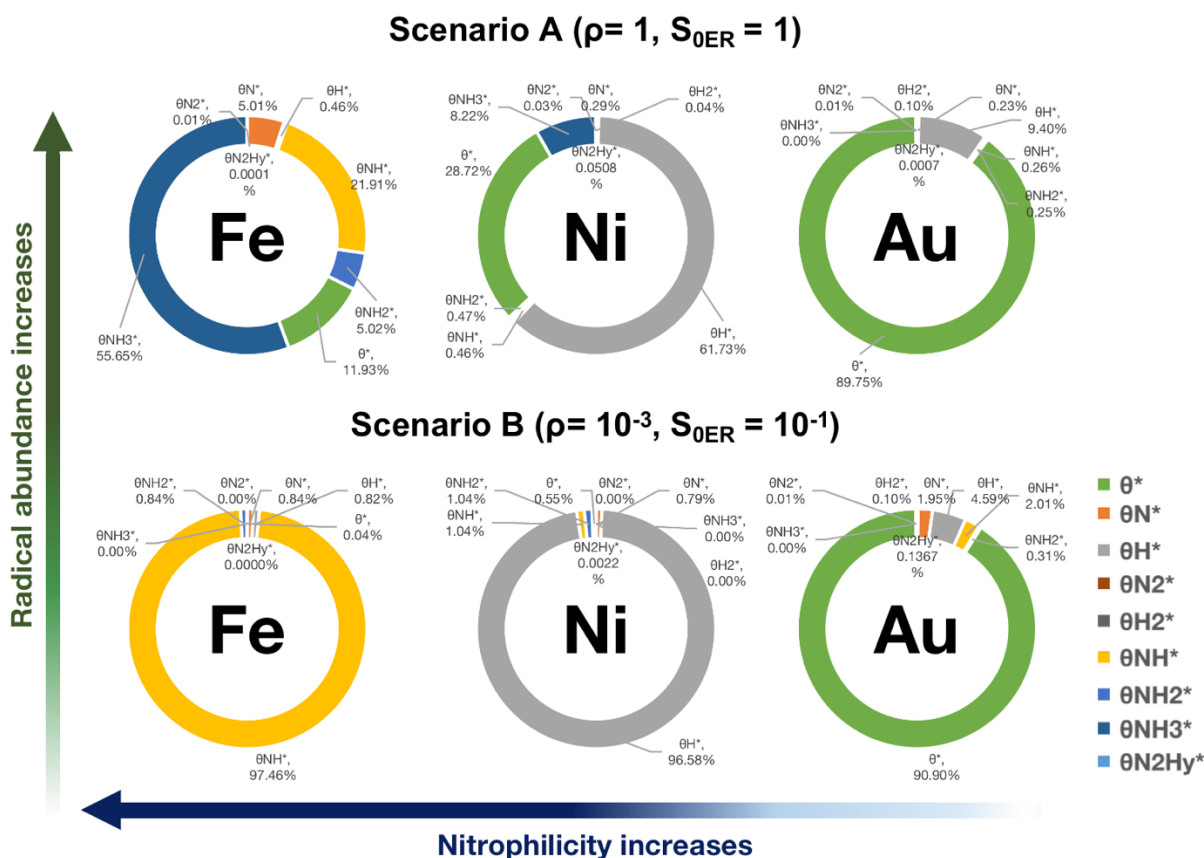 Scenario A (ρ= 1, S0ER = 1)
θN*,
5.01%
θH*,
0.46%
θN2*,
0.01%
θN2Hy*,
0.0001
%
θNH*,
21.91%
Fe
θNH2*,
5.02%
θNH3*,
55.65%
θ*,
11.93%
θN2*,
0.03%
θN*,
0.29%
θH2*,
0.04%
θNH3*,
8.22%
θ*,
28.72%
θN2Hy*,
0.0508
%
Ni
θNH2*,
0.47%
θNH*,
0.46%
θH*,
61.73%
θN2*,
0.01%
θH2*,
0.10%
θN*,
0.23%
θH*,
9.40%
θNH3*,
0.00%
θN2Hy*,
0.0007
%
θNH*,
0.26%
θNH2*,
0.25%
Au
θ*,
89.75%
Scenario B (ρ= 10-3, S0ER = 10-1)
θNH2*,
0.84%
θN2*,
0.00%
θN*,
0.84%
θH*,
0.82%
θNH3*,
0.00%
θ*,
0.04%
θN2Hy*,
0.0000%
Fe
θNH*,
97.46%
θNH2*,
1.04%
θ*,
0.55%
θN2*,
0.00%
θN*,
0.79%
θNH*,
1.04%
θNH3*,
0.00%
θN2Hy*,
0.0022
%
θH2*,
0.00%
Ni
θH*,
96.58%
θN2*,
0.01%
θH2*,
0.10%
θN*,
1.95%
θH*,
4.59%
θNH*,
2.01%
θNH3*,
0.00%
θN2Hy*,
0.1367
%
θNH2*,
0.31%
Au
θ*,
90.90%
θ*
θN*
θH*
θN2*
θH2*
θNH*
θNH2*
θNH3*
θN2Hy*
Radical abundance increases
Nitrophilicity increases